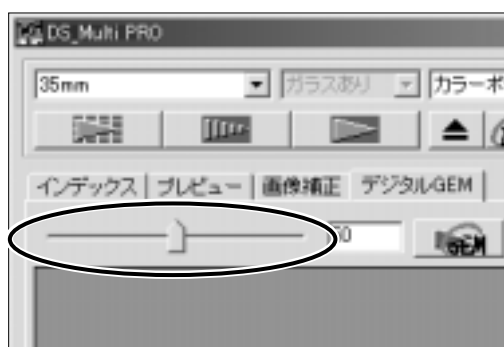 DS_Multi PRO
35mm ガラスあり カラーポ
インデックス プレビュー 画像補正 デジタルGEM
50 GEM